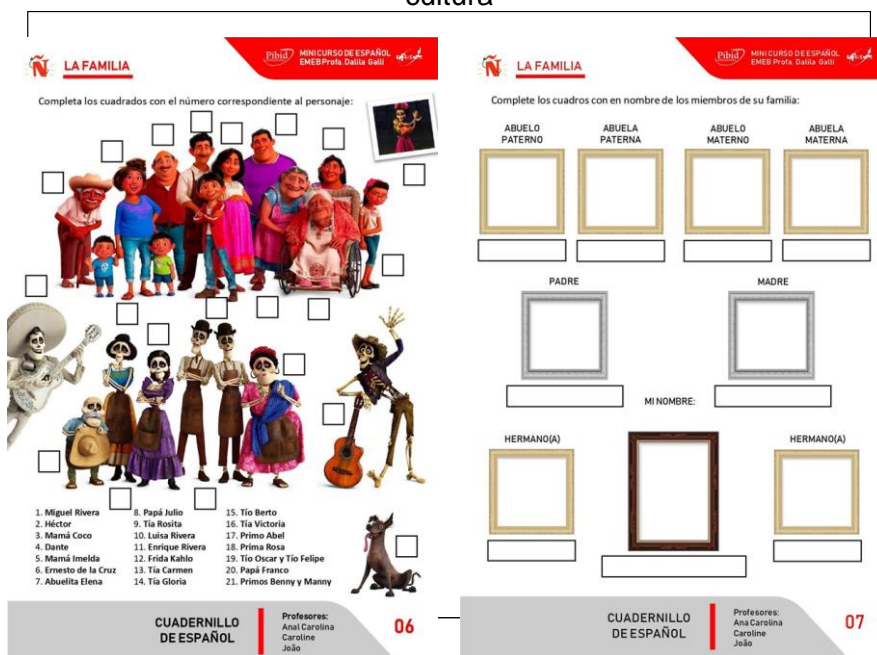 cultura
Ñ LA FAMILIA
Pibid MINICURSO DE ESPAÑOL
EMEB Profa. Dalila Galli
Completa los cuadrados con el número correspondiente al personaje:
1. Miguel Rivera
2. Héctor
3. Mamá Coco
4. Dante
5. Mamá Imelda
6. Ernesto de la Cruz
7. Abuelita Elena
8. Papá Julio
9. Tía Rosita
10. Luisa Rivera
11. Enrique Rivera
12. Frida Kahlo
13. Tía Carmen
14. Tía Gloria
15. Tío Berto
16. Tía Victoria
17. Primo Abel
18. Prima Rosa
19. Tío Oscar y Tío Felipe
20. Papá Franco
21. Primos Benny y Manny
CUADERNILLO
DE ESPAÑOL
Profesores:
Anal Carolina
Caroline
João
06
Ñ LA FAMILIA
Pibid MINICURSO DE ESPAÑOL
EMEB Profa. Dalila Galli
Complete los cuadros con en nombre de los miembros de su familia:
ABUELO
PATERNO
ABUELA
PATERNA
ABUELO
MATERNO
ABUELA
MATERNA
PADRE
MADRE
MI NOMBRE:
HERMANO(A)
HERMANO(A)
CUADERNILLO
DE ESPAÑOL
Profesores:
Ana Carolina
Caroline
João
07